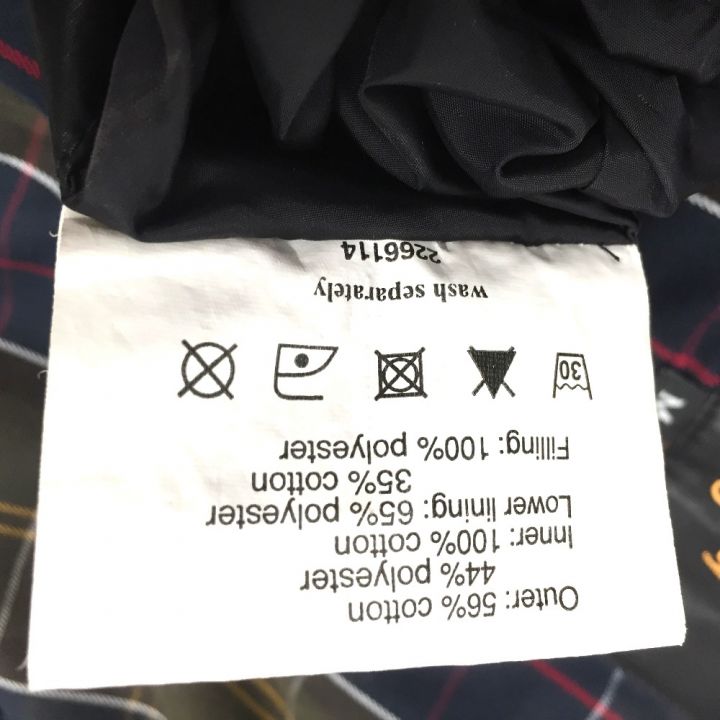 Outer: 56% cotton
44% polyester
Inner: 100% cotton
Lower lining: 65% polyester
35% cotton
Filling: 100% polyester
30
wash separately
2266114